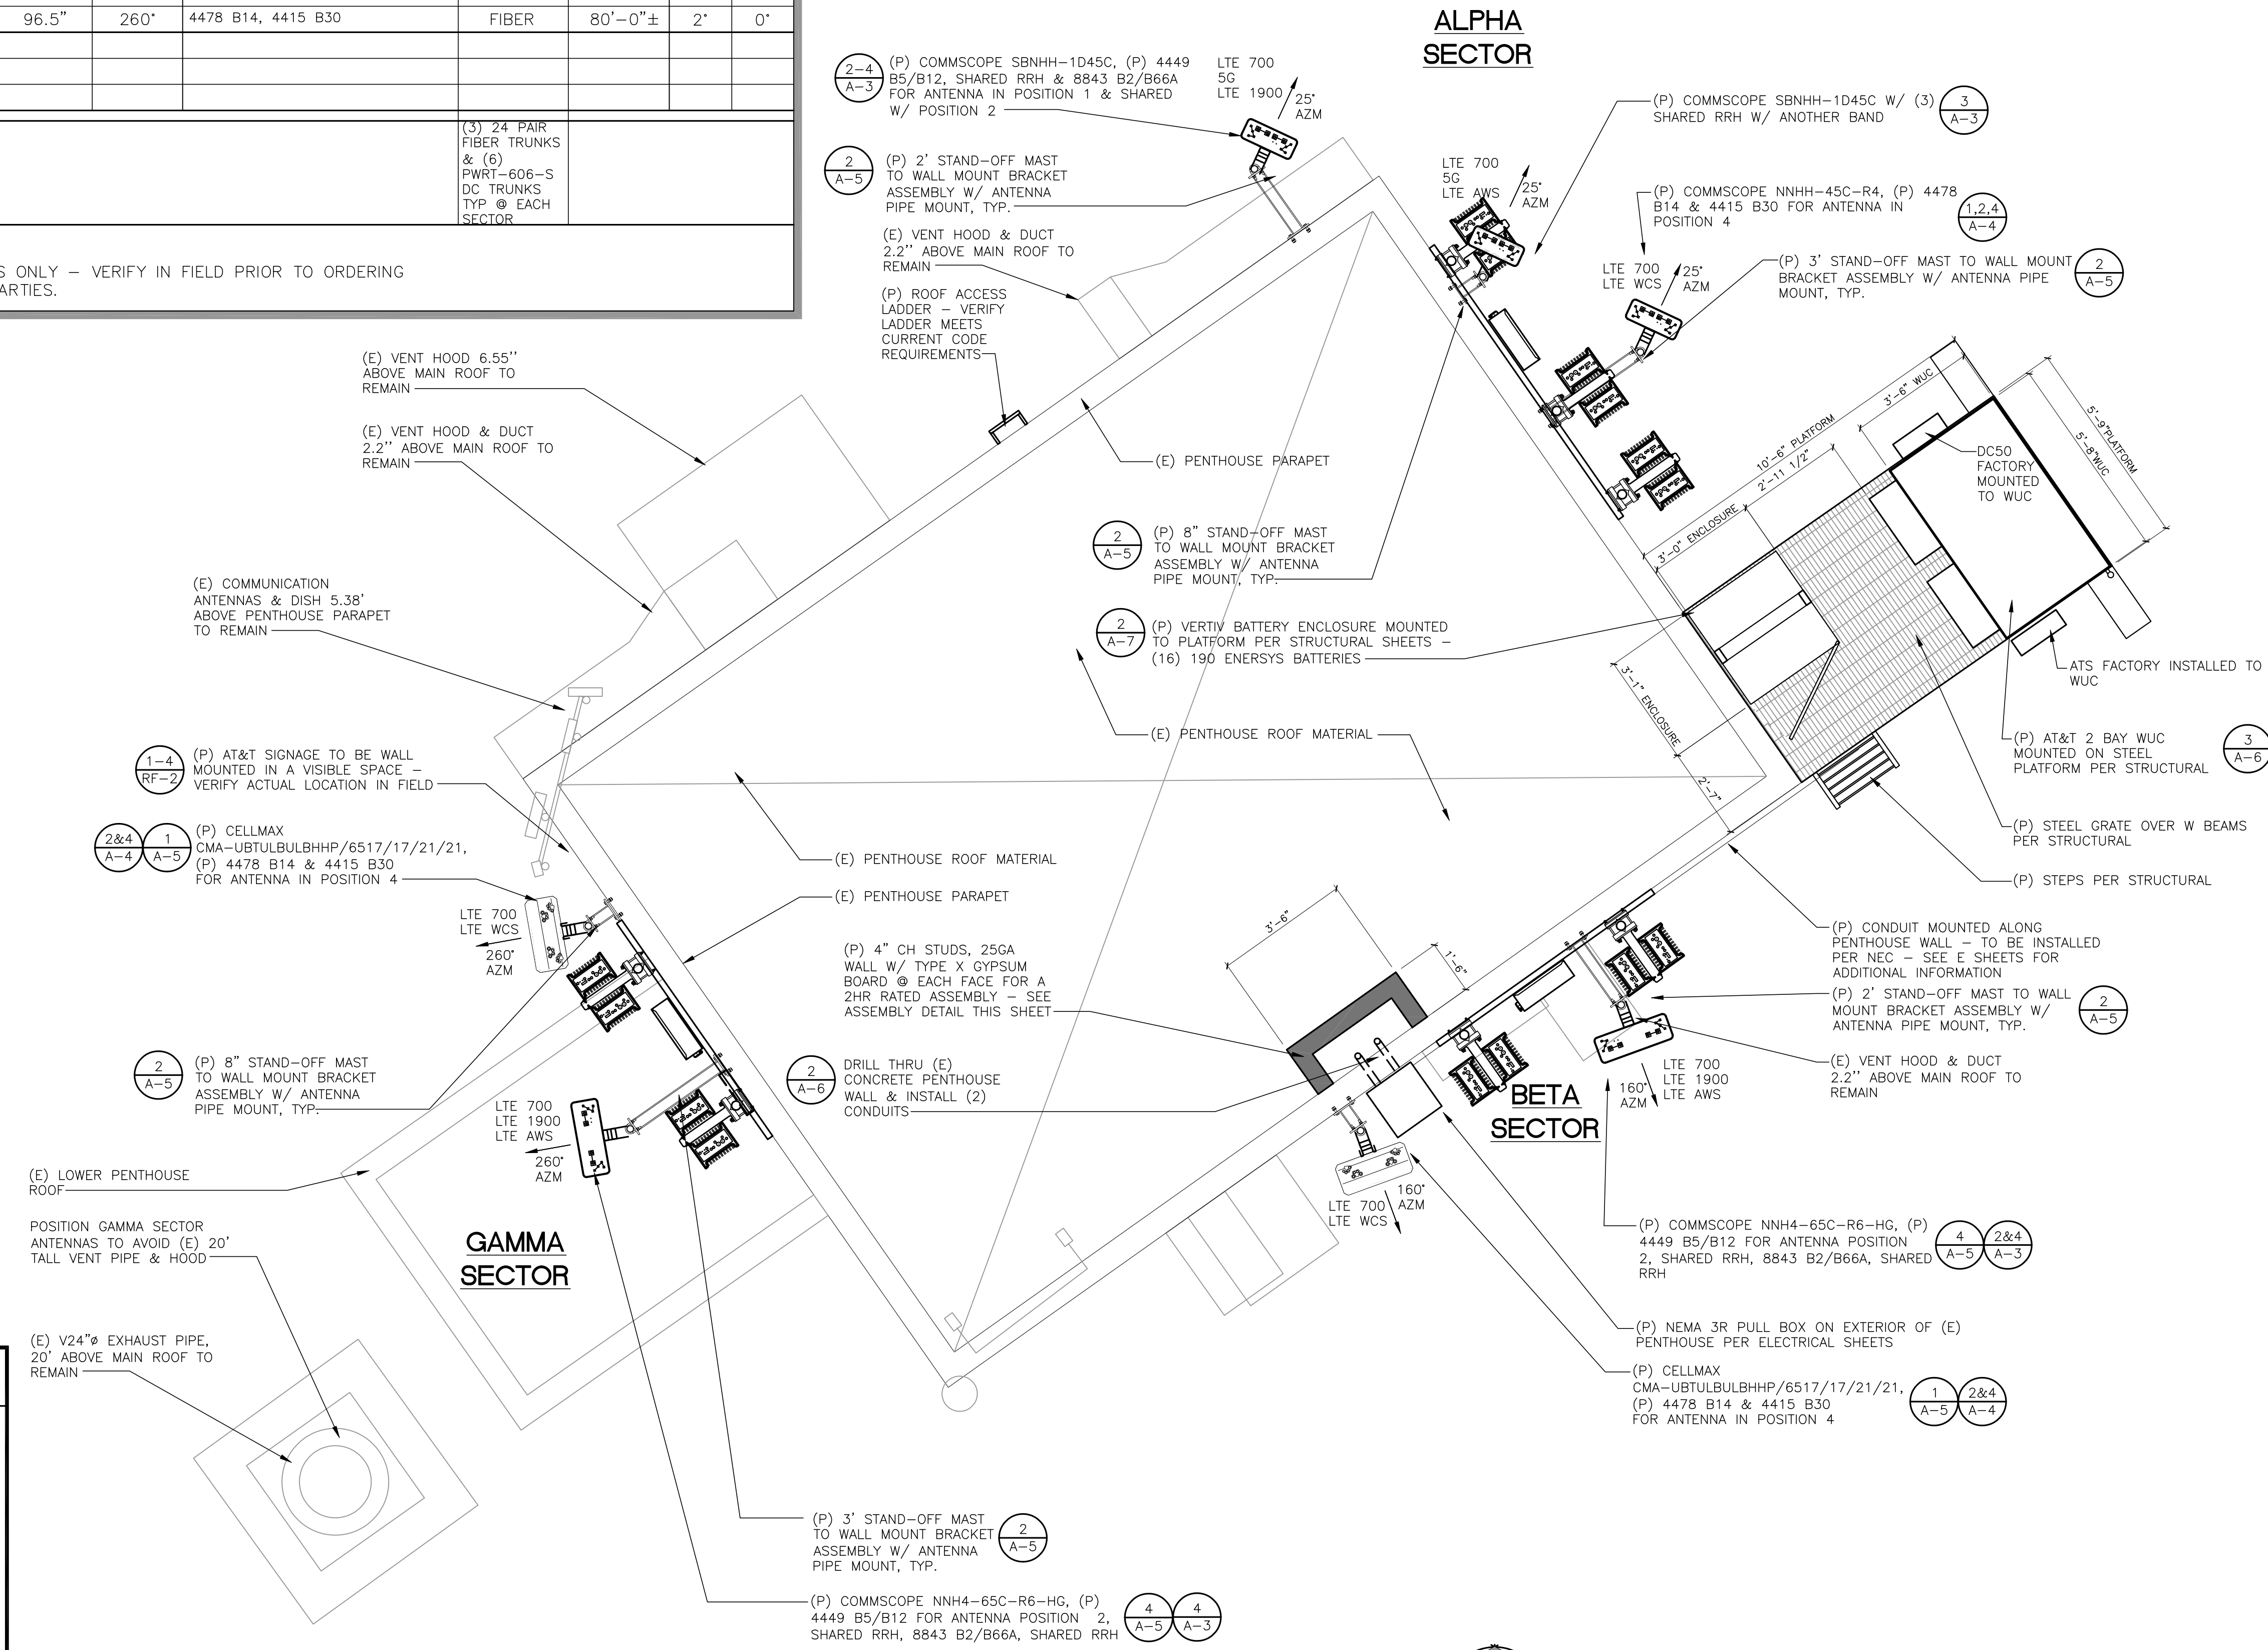 96.5" 260° 4478 B14, 4415 B30 FIBER 80'-0"± 2° 0°
(3) 24 PAIR
FIBER TRUNKS
& (6)
PWRT-606-S
DC TRUNKS
TYP @ EACH
SECTOR
S ONLY – VERIFY IN FIELD PRIOR TO ORDERING
ARTIES.
ALPHA
SECTOR
2-4
A-3
(P) COMMSCOPE SBNHH-1D45C, (P) 4449
B5/B12, SHARED RRH & 8843 B2/B66A
FOR ANTENNA IN POSITION 1 & SHARED
W/ POSITION 2
LTE 700
5G
LTE 1900
25°
AZM
2
A-5
(P) 2' STAND-OFF MAST
TO WALL MOUNT BRACKET
ASSEMBLY W/ ANTENNA
PIPE MOUNT, TYP.
(E) VENT HOOD & DUCT
2.2'' ABOVE MAIN ROOF TO
REMAIN
(P) ROOF ACCESS
LADDER – VERIFY
LADDER MEETS
CURRENT CODE
REQUIREMENTS
(P) COMMSCOPE SBNHH-1D45C W/ (3)
SHARED RRH W/ ANOTHER BAND
3
A-3
LTE 700
5G
LTE AWS
25°
AZM
(P) COMMSCOPE NNHH-45C-R4, (P) 4478
B14 & 4415 B30 FOR ANTENNA IN
POSITION 4
1,2,4
A-4
LTE 700
LTE WCS
25°
AZM
(P) 3' STAND-OFF MAST TO WALL MOUNT
BRACKET ASSEMBLY W/ ANTENNA PIPE
MOUNT, TYP.
2
A-5
(E) VENT HOOD 6.55''
ABOVE MAIN ROOF TO
REMAIN
(E) VENT HOOD & DUCT
2.2'' ABOVE MAIN ROOF TO
REMAIN
(E) PENTHOUSE PARAPET
3'-6" WUC
10'-6" PLATFORM
2'-11 1/2"
3'-0" ENCLOSURE
5'-9"PLATFORM
5'-8"WUC
DC50
FACTORY
MOUNTED
TO WUC
2
A-5
(P) 8" STAND-OFF MAST
TO WALL MOUNT BRACKET
ASSEMBLY W/ ANTENNA
PIPE MOUNT, TYP.
2
A-7
(P) VERTIV BATTERY ENCLOSURE MOUNTED
TO PLATFORM PER STRUCTURAL SHEETS –
(16) 190 ENERSYS BATTERIES
3'-1" ENCLOSURE
2'-7"
ATS FACTORY INSTALLED TO
WUC
(E) COMMUNICATION
ANTENNAS & DISH 5.38'
ABOVE PENTHOUSE PARAPET
TO REMAIN
(E) PENTHOUSE ROOF MATERIAL
(P) AT&T 2 BAY WUC
MOUNTED ON STEEL
PLATFORM PER STRUCTURAL
3
A-6
1-4
RF-2
(P) AT&T SIGNAGE TO BE WALL
MOUNTED IN A VISIBLE SPACE –
VERIFY ACTUAL LOCATION IN FIELD
2&4
A-4
1
A-5
(P) CELLMAX
CMA-UBTULBULBHHP/6517/17/21/21,
(P) 4478 B14 & 4415 B30
FOR ANTENNA IN POSITION 4
(E) PENTHOUSE ROOF MATERIAL
(E) PENTHOUSE PARAPET
(P) STEEL GRATE OVER W BEAMS
PER STRUCTURAL
(P) STEPS PER STRUCTURAL
LTE 700
LTE WCS
260°
AZM
(P) 4" CH STUDS, 25GA
WALL W/ TYPE X GYPSUM
BOARD @ EACH FACE FOR A
2HR RATED ASSEMBLY – SEE
ASSEMBLY DETAIL THIS SHEET
3'-6"
1'-6"
(P) CONDUIT MOUNTED ALONG
PENTHOUSE WALL – TO BE INSTALLED
PER NEC – SEE E SHEETS FOR
ADDITIONAL INFORMATION
(P) 2' STAND-OFF MAST TO WALL
MOUNT BRACKET ASSEMBLY W/
ANTENNA PIPE MOUNT, TYP.
2
A-5
2
A-5
(P) 8" STAND-OFF MAST
TO WALL MOUNT BRACKET
ASSEMBLY W/ ANTENNA
PIPE MOUNT, TYP.
2
A-6
DRILL THRU (E)
CONCRETE PENTHOUSE
WALL & INSTALL (2)
CONDUITS
LTE 700
LTE 1900
LTE AWS
160°
AZM
(E) VENT HOOD & DUCT
2.2'' ABOVE MAIN ROOF TO
REMAIN
BETA
SECTOR
LTE 700
LTE 1900
LTE AWS
260°
AZM
(E) LOWER PENTHOUSE
ROOF
160°
AZM
LTE 700
LTE WCS
POSITION GAMMA SECTOR
ANTENNAS TO AVOID (E) 20'
TALL VENT PIPE & HOOD
GAMMA
SECTOR
(P) COMMSCOPE NNH4-65C-R6-HG, (P)
4449 B5/B12 FOR ANTENNA POSITION
2, SHARED RRH, 8843 B2/B66A, SHARED
RRH
4
A-5
2&4
A-3
(E) V24"ø EXHAUST PIPE,
20' ABOVE MAIN ROOF TO
REMAIN
(P) NEMA 3R PULL BOX ON EXTERIOR OF (E)
PENTHOUSE PER ELECTRICAL SHEETS
(P) CELLMAX
CMA-UBTULBULBHHP/6517/17/21/21,
(P) 4478 B14 & 4415 B30
FOR ANTENNA IN POSITION 4
1
A-5
2&4
A-4
(P) 3' STAND-OFF MAST
TO WALL MOUNT BRACKET
ASSEMBLY W/ ANTENNA
PIPE MOUNT, TYP.
2
A-5
(P) COMMSCOPE NNH4-65C-R6-HG, (P)
4449 B5/B12 FOR ANTENNA POSITION 2,
SHARED RRH, 8843 B2/B66A, SHARED RRH
4
A-5
4
A-3